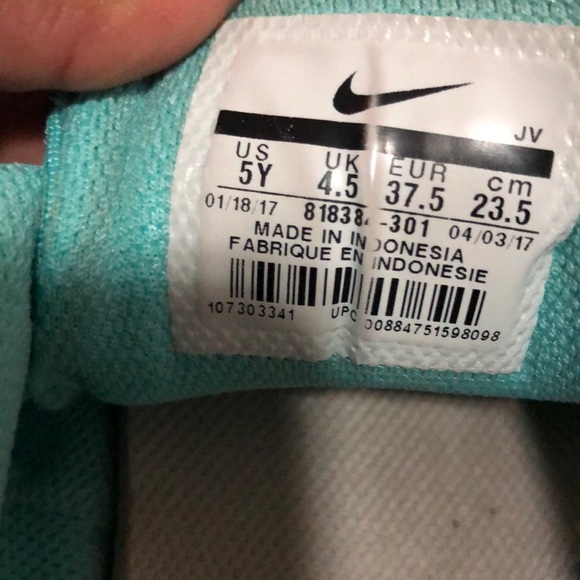 JV
US UK EUR cm
5Y 4.5 37.5 23.5
01/18/17 -301 04/03/17
MADE IN INDONESIA
FABRIQUE EN INDONESIE
107303341 UPC 00884751598098